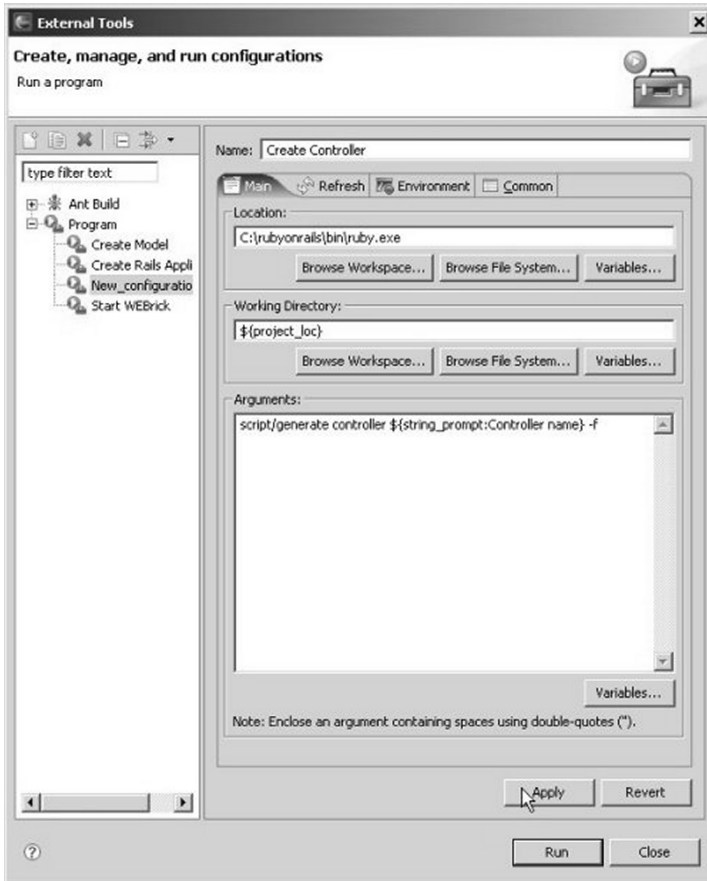 External Tools
Create, manage, and run configurations
Run a program
type filter text
Ant Build
Program
Create Model
Create Rails Appli
New_configuratio
Start WEBrick
Name: Create Controller
Main Refresh Environment Common
Location:
C:\rubyonrails\bin\ruby.exe
Browse Workspace... Browse File System... Variables...
Working Directory:
${project_loc}
Browse Workspace... Browse File System... Variables...
Arguments:
script/generate controller ${string_prompt:Controller name} -f
Variables...
Note: Enclose an argument containing spaces using double-quotes (").
Apply Revert
Run Close